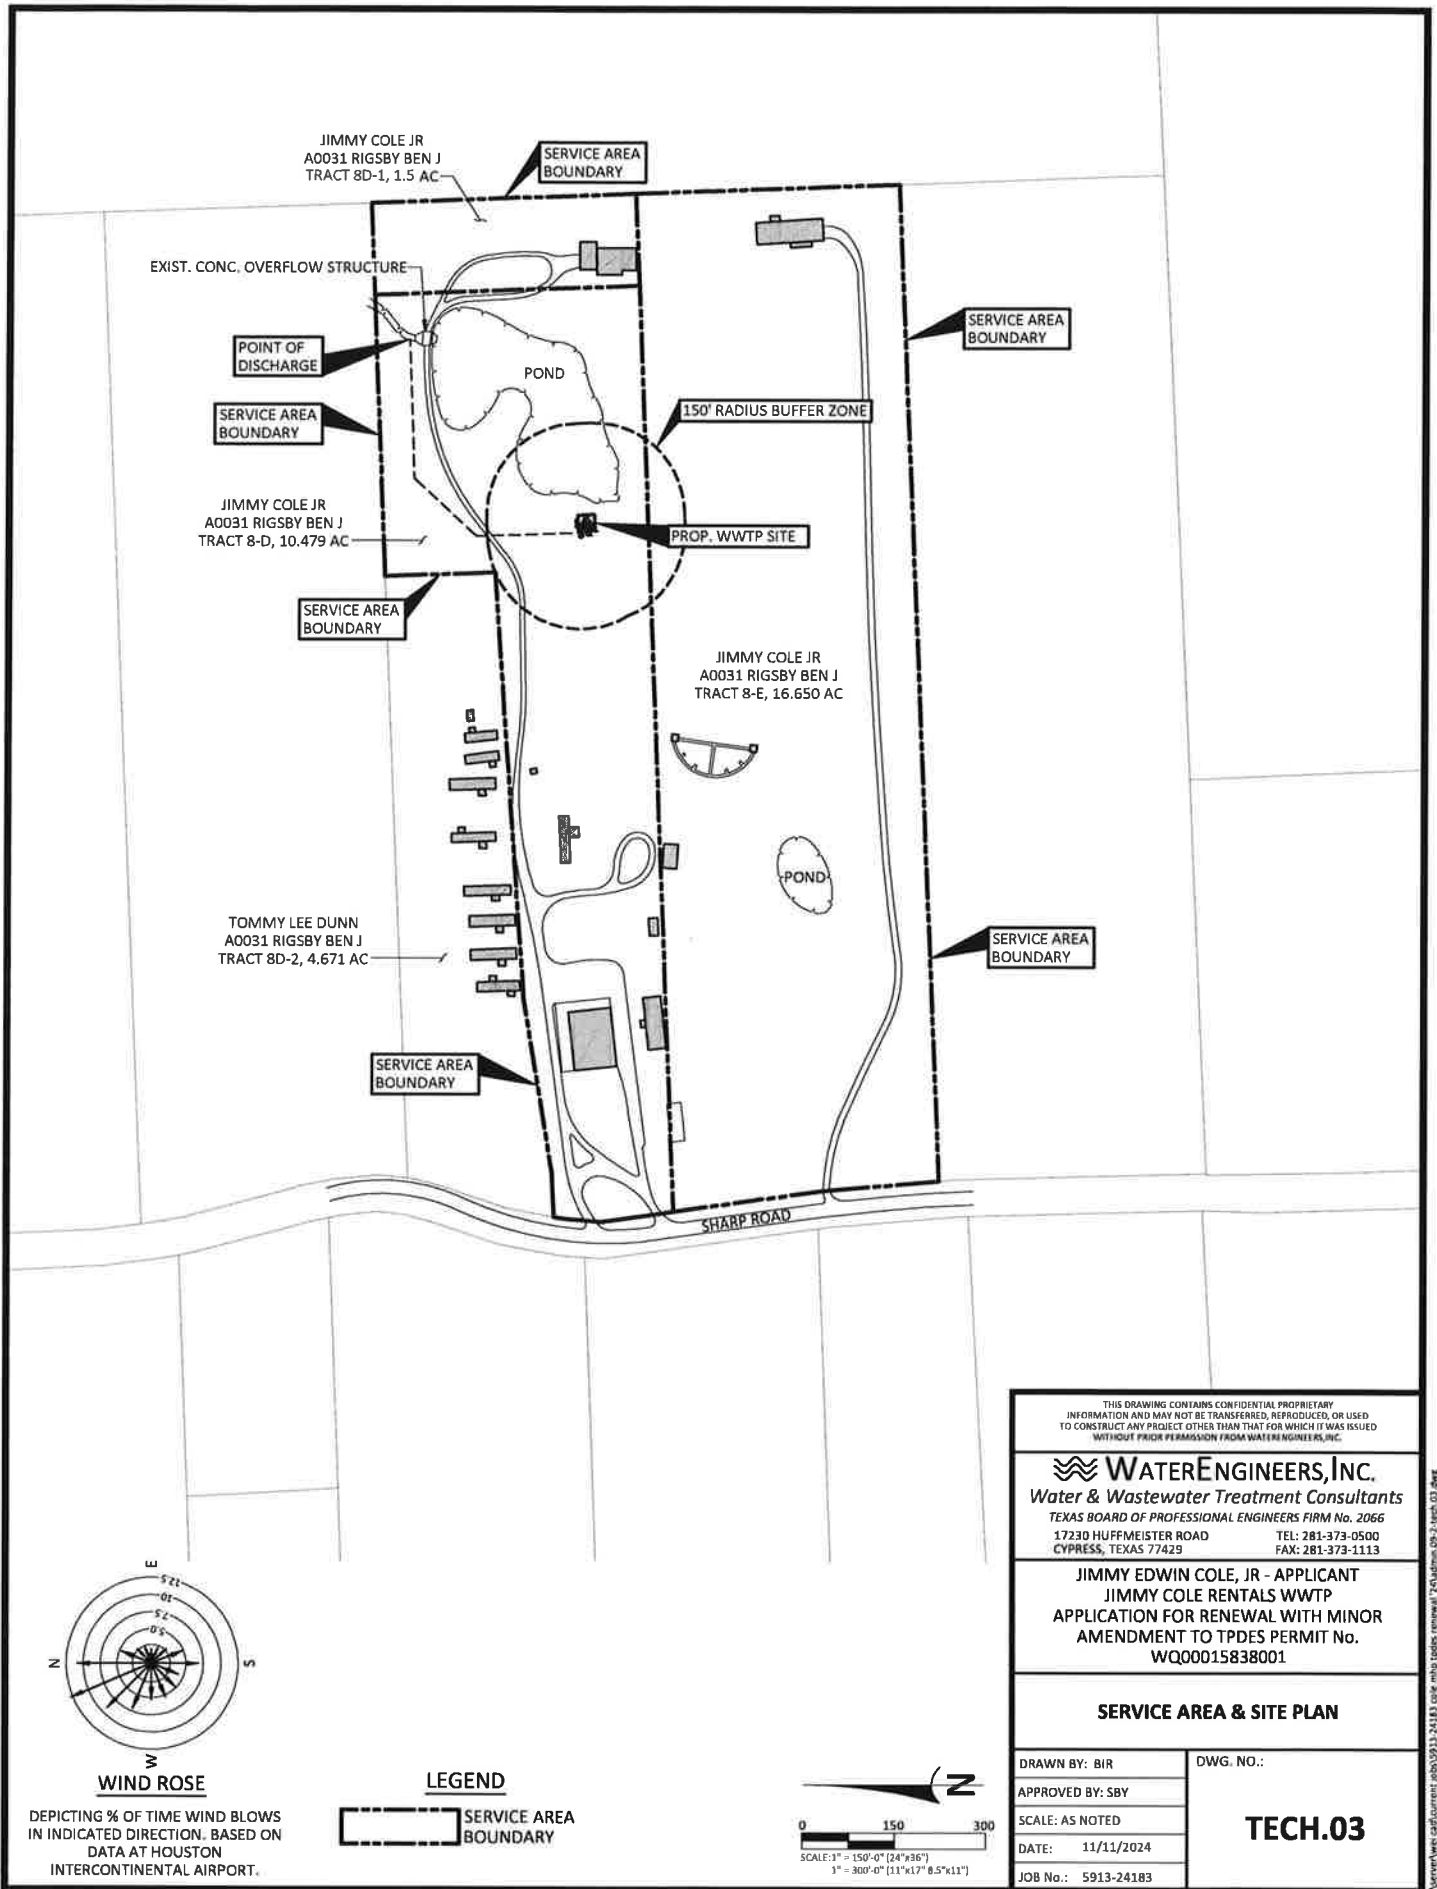 JIMMY COLE JR
A0031 RIGSBY BEN J
TRACT 8D-1, 1.5 AC
SERVICE AREA
BOUNDARY
EXIST. CONC. OVERFLOW STRUCTURE
POINT OF
DISCHARGE
SERVICE AREA
BOUNDARY
POND
SERVICE AREA
BOUNDARY
150' RADIUS BUFFER ZONE
JIMMY COLE JR
A0031 RIGSBY BEN J
TRACT 8-D, 10.479 AC
PROP. WWTP SITE
SERVICE AREA
BOUNDARY
JIMMY COLE JR
A0031 RIGSBY BEN J
TRACT 8-E, 16.650 AC
POND
TOMMY LEE DUNN
A0031 RIGSBY BEN J
TRACT 8D-2, 4.671 AC
SERVICE AREA
BOUNDARY
SERVICE AREA
BOUNDARY
SHARP ROAD
E
12.5
10
7.5
5.0
N
S
W
WIND ROSE
DEPICTING % OF TIME WIND BLOWS
IN INDICATED DIRECTION. BASED ON
DATA AT HOUSTON
INTERCONTINENTAL AIRPORT.
LEGEND
SERVICE AREA
BOUNDARY
N
0 150 300
SCALE:1" = 150'-0" (24"x36")
1" = 300'-0" (11"x17" 8.5"x11")
THIS DRAWING CONTAINS CONFIDENTIAL PROPRIETARY
INFORMATION AND MAY NOT BE TRANSFERRED, REPRODUCED, OR USED
TO CONSTRUCT ANY PROJECT OTHER THAN THAT FOR WHICH IT WAS ISSUED
WITHOUT PRIOR PERMISSION FROM WATERENGINEERS,INC.
WATERENGINEERS,INC.
Water & Wastewater Treatment Consultants
TEXAS BOARD OF PROFESSIONAL ENGINEERS FIRM No. 2066
17230 HUFFMEISTER ROAD TEL: 281-373-0500
CYPRESS, TEXAS 77429 FAX: 281-373-1113
JIMMY EDWIN COLE, JR - APPLICANT
JIMMY COLE RENTALS WWTP
APPLICATION FOR RENEWAL WITH MINOR
AMENDMENT TO TPDES PERMIT No.
WQ00015838001
SERVICE AREA & SITE PLAN
DRAWN BY: BIR
APPROVED BY: SBY
SCALE: AS NOTED
DATE: 11/11/2024
JOB No.: 5913-24183
DWG. NO.:
TECH.03